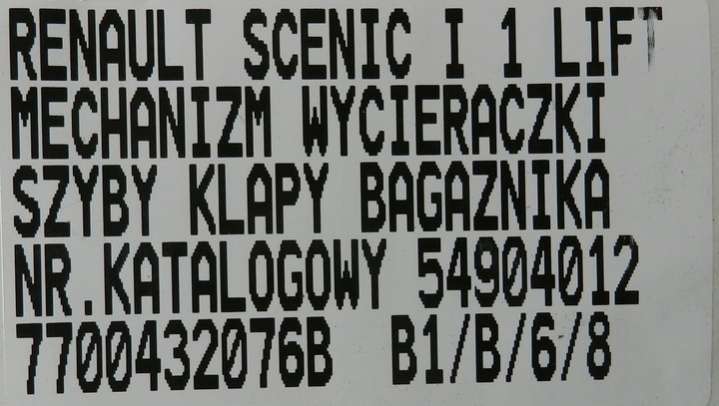 RENAULT SCENIC I 1 LIFT
MECHANIZM WYCIERACZKI
SZYBY KLAPY BAGAZNIKA
NR.KATALOGOWY 54904012
7700432076B B1/B/6/8